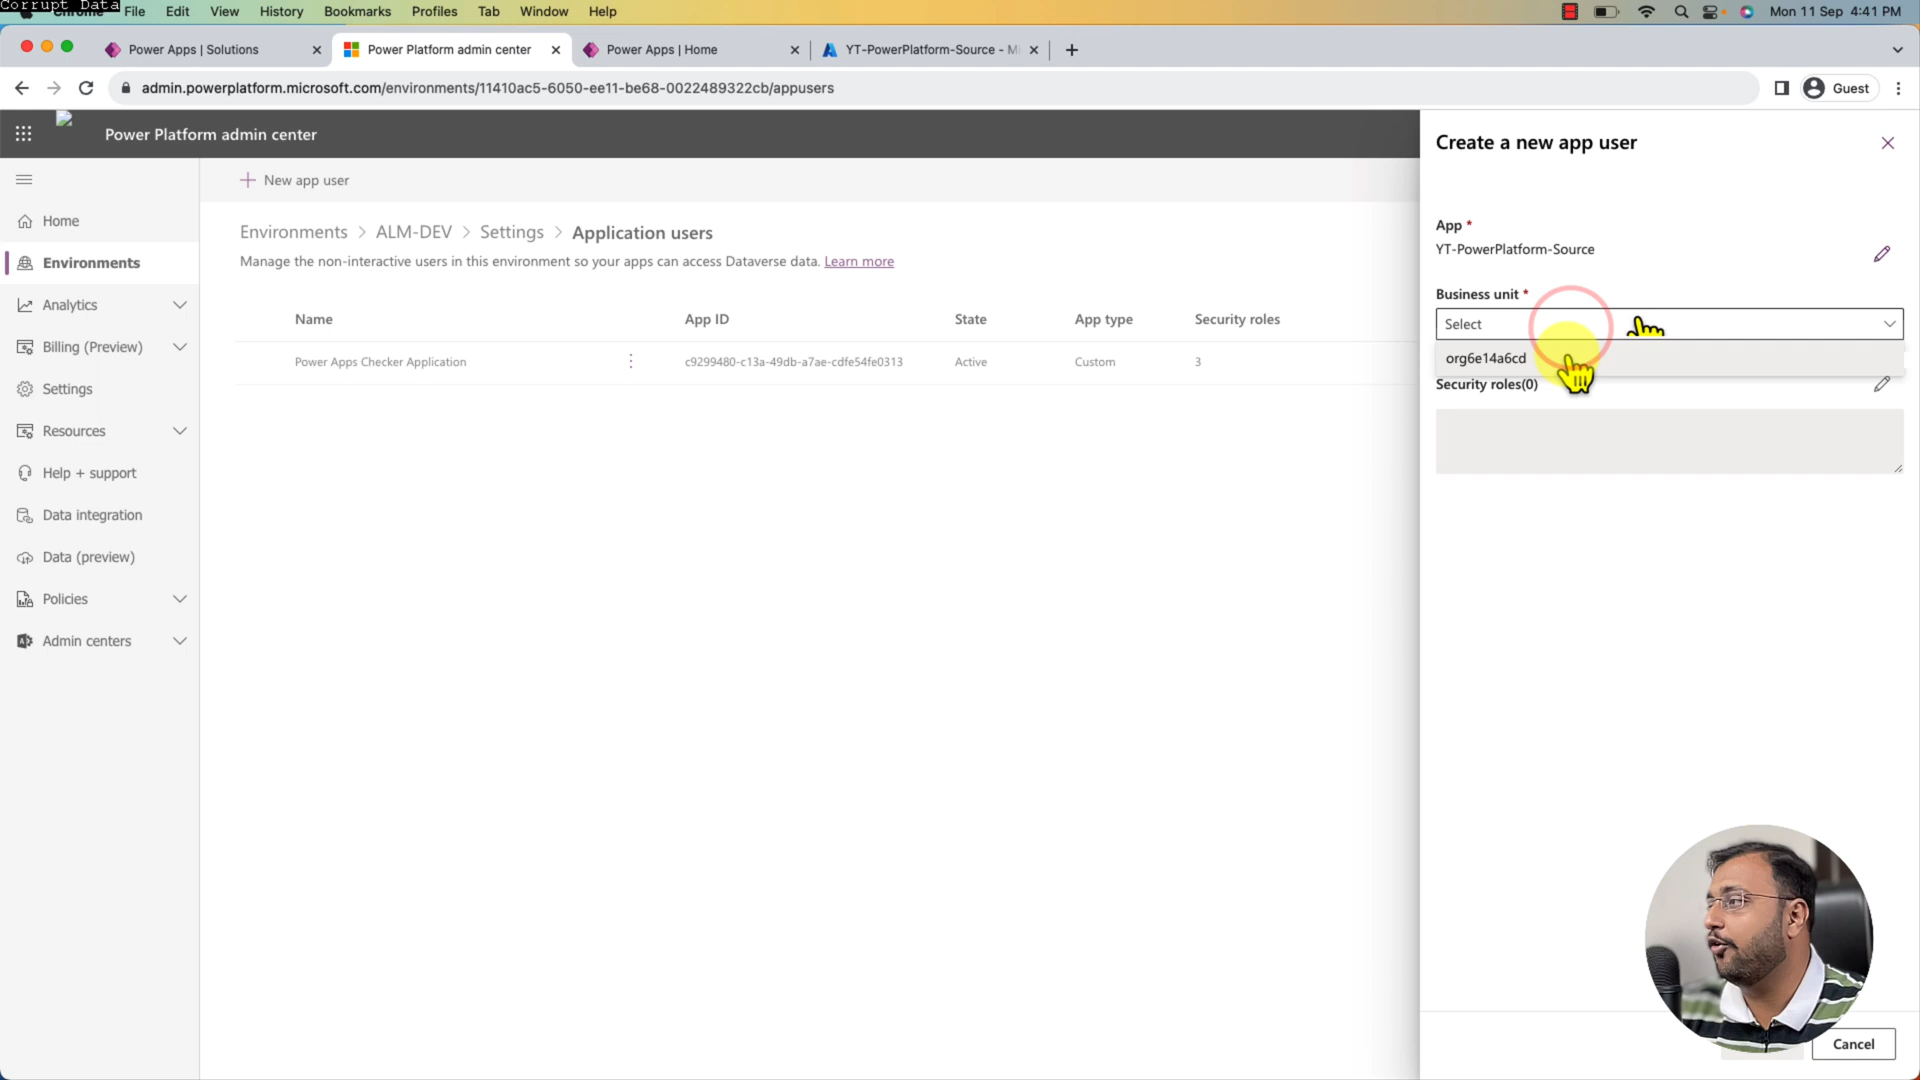 Corrupt Data
Chrome File Edit View History Bookmarks Profiles Tab Window Help
Mon 11 Sep 4:41 PM
Power Apps | Solutions
Power Platform admin center
Power Apps | Home
YT-PowerPlatform-Source - Mi
admin.powerplatform.microsoft.com/environments/11410ac5-6050-ee11-be68-0022489322cb/appusers
Guest
Power Platform admin center
Home
Environments
Analytics
Billing (Preview)
Settings
Resources
Help + support
Data integration
Data (preview)
Policies
Admin centers
New app user
Environments > ALM-DEV > Settings > Application users
Manage the non-interactive users in this environment so your apps can access Dataverse data. Learn more
Name App ID State App type Security roles
Power Apps Checker Application c9299480-c13a-49db-a7ae-cdfe54fe0313 Active Custom 3
Create a new app user
App *
YT-PowerPlatform-Source
Business unit *
Select
org6e14a6cd
Security roles(0)
Cancel